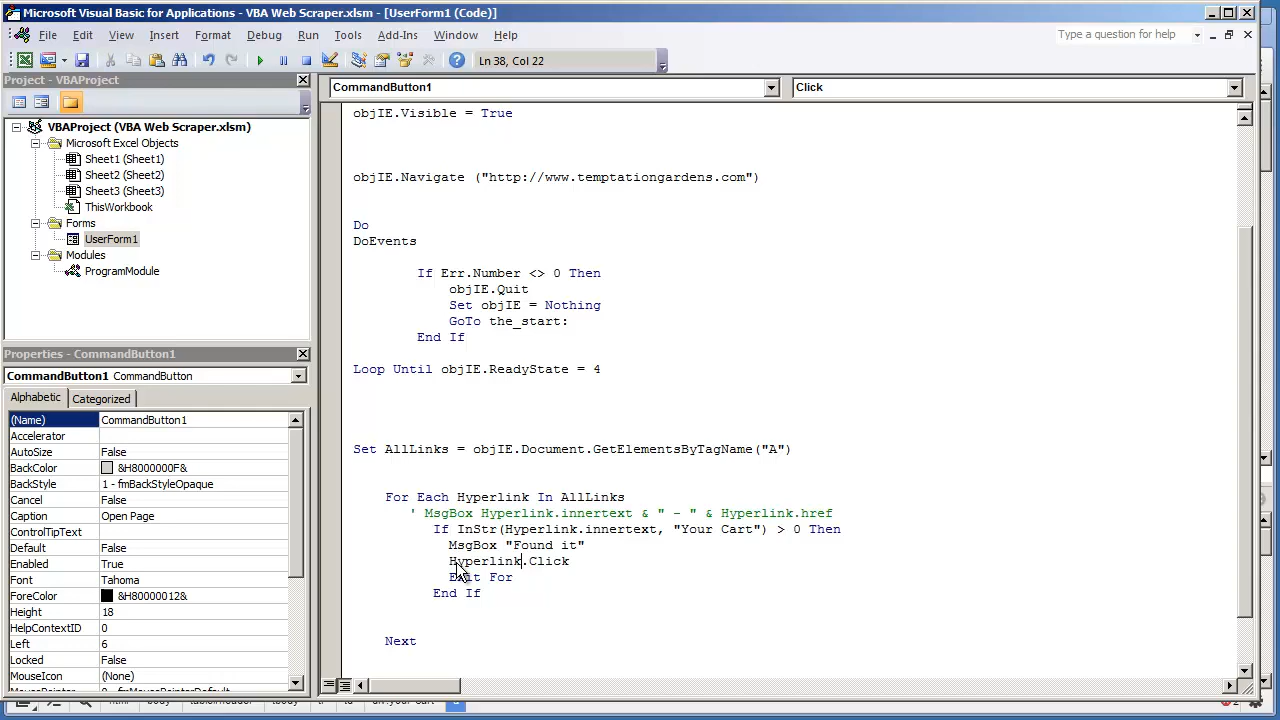 Microsoft Visual Basic for Applications - VBA Web Scraper.xlsm - [UserForm1 (Code)]
File Edit View Insert Format Debug Run Tools Add-Ins Window Help
Type a question for help
Ln 38, Col 22
Project - VBAProject
CommandButton1
Click
VBAProject (VBA Web Scraper.xlsm)
Microsoft Excel Objects
Sheet1 (Sheet1)
Sheet2 (Sheet2)
Sheet3 (Sheet3)
ThisWorkbook
Forms
UserForm1
Modules
ProgramModule
Properties - CommandButton1
CommandButton1 CommandButton
Alphabetic Categorized
(Name) CommandButton1
Accelerator
AutoSize False
BackColor &H8000000F&
BackStyle 1 - fmBackStyleOpaque
Cancel False
Caption Open Page
ControlTipText
Default False
Enabled True
Font Tahoma
ForeColor &H80000012&
Height 18
HelpContextID 0
Left 6
Locked False
MouseIcon (None)
MousePointer 0 - fmMousePointerDefault
objIE.Visible = True
objIE.Navigate ("http://www.temptationgardens.com")
Do
DoEvents
If Err.Number <> 0 Then
objIE.Quit
Set objIE = Nothing
GoTo the_start:
End If
Loop Until objIE.ReadyState = 4
Set AllLinks = objIE.Document.GetElementsByTagName("A")
For Each Hyperlink In AllLinks
' MsgBox Hyperlink.innertext & " - " & Hyperlink.href
If InStr(Hyperlink.innertext, "Your Cart") > 0 Then
MsgBox "Found it"
Hyperlink.Click
Exit For
End If
Next